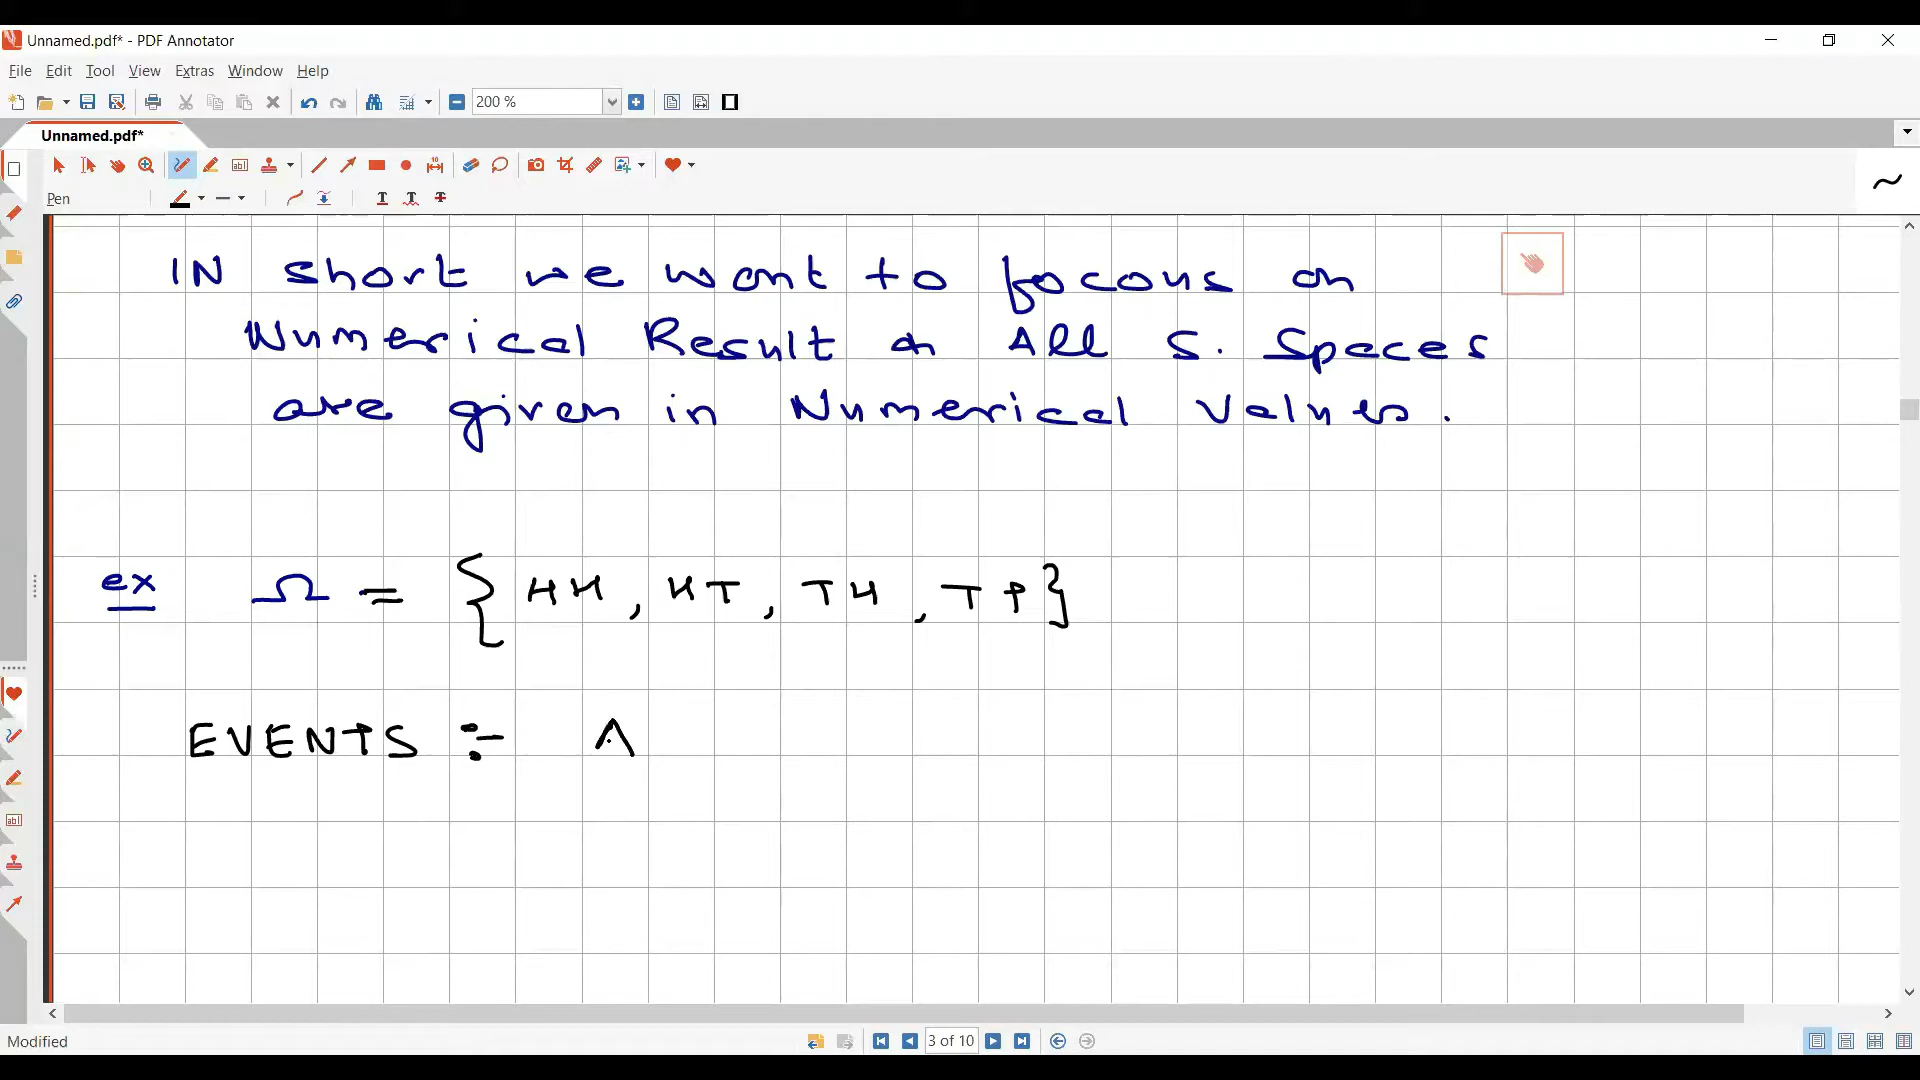 Unnamed.pdf* - PDF Annotator
File Edit Tool View Extras Window Help
200 %
Unnamed.pdf*
Pen
IN short we want to focous on
Numerical Result on All S. Spaces
are given in Numerical Values.
ex Ω = {HH, HT, TH, TT}
EVENTS ÷ A
Modified
3 of 10